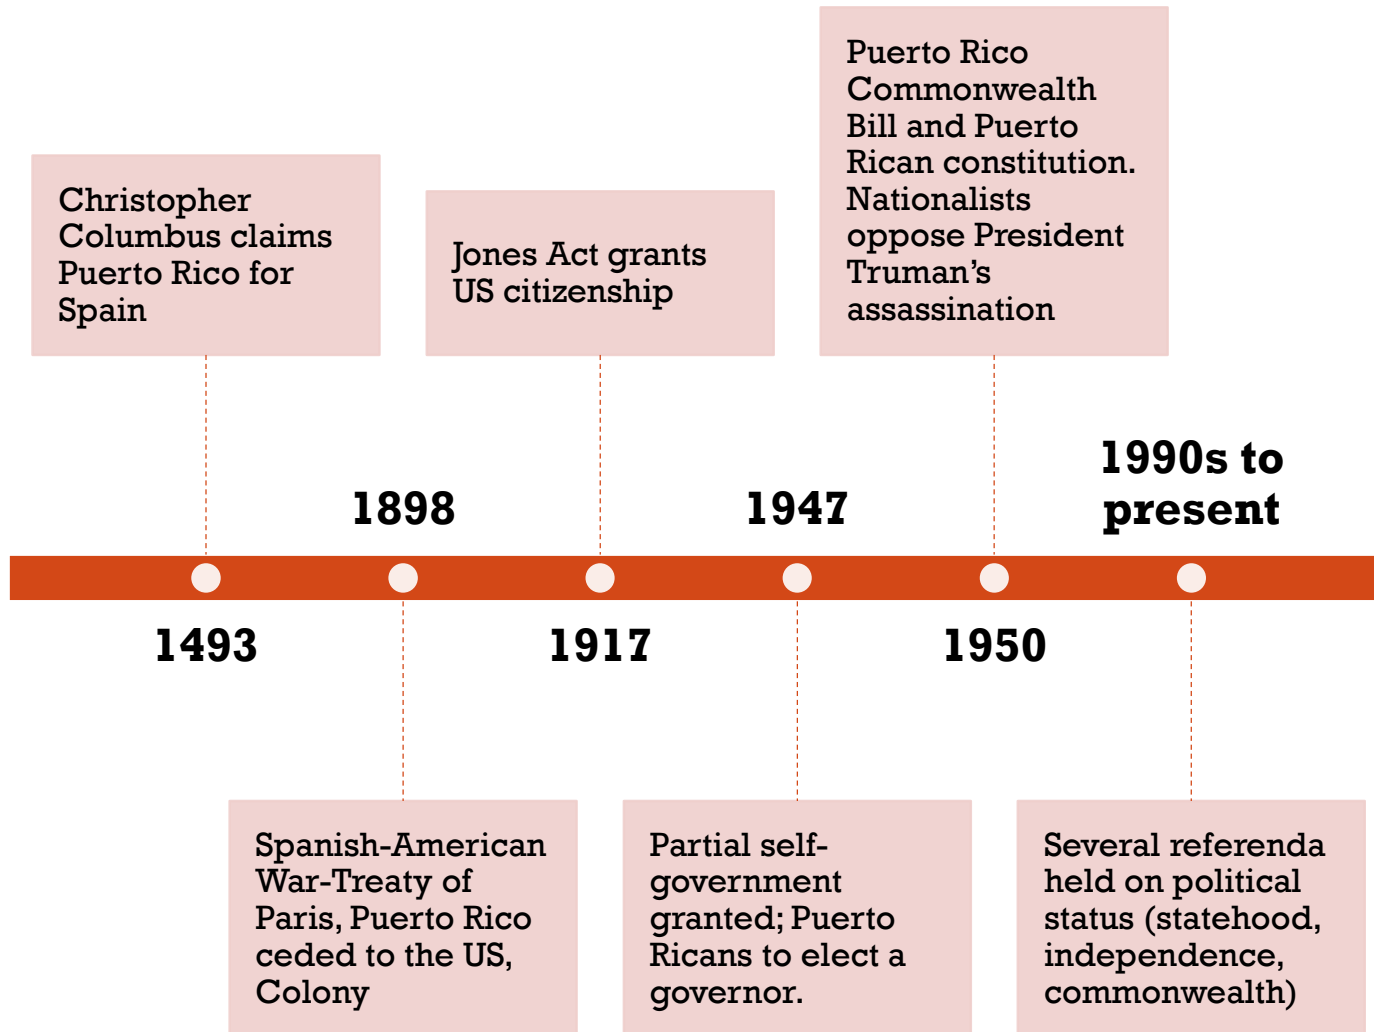 Puerto Rico
Commonwealth
Bill and Puerto
Rican constitution.
Nationalists
oppose President
Truman’s
assassination
Christopher
Columbus claims
Puerto Rico for
Spain
Jones Act grants
US citizenship
1990s to
present
1898
1947
1493
1917
1950
Spanish-American
War-Treaty of
Paris, Puerto Rico
ceded to the US,
Colony
Partial self-
government
granted; Puerto
Ricans to elect a
governor.
Several referenda
held on political
status (statehood,
independence,
commonwealth)